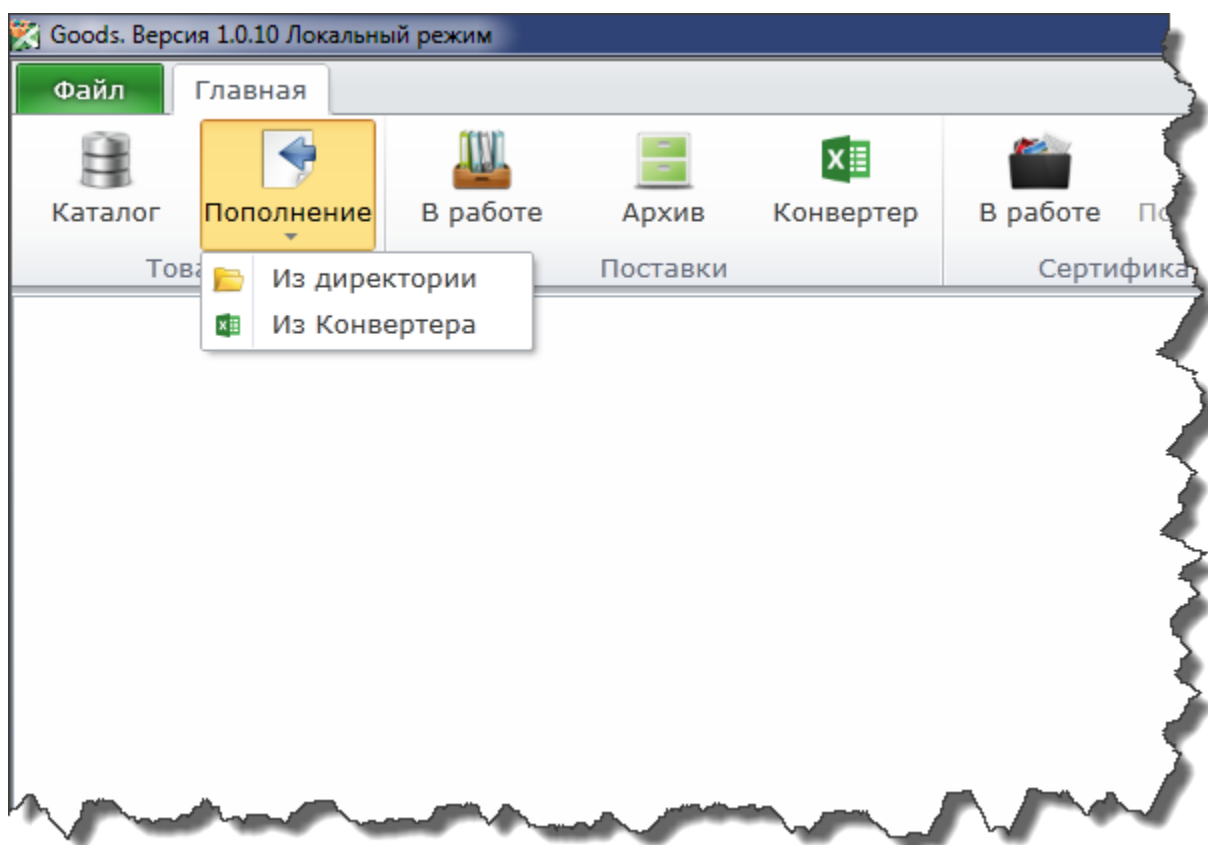 Goods. Версия 1.0.10 Локальный режим
Файл Главная
Каталог Пополнение В работе Архив Конвертер В работе
Поставки
Из директории
Из Конвертера